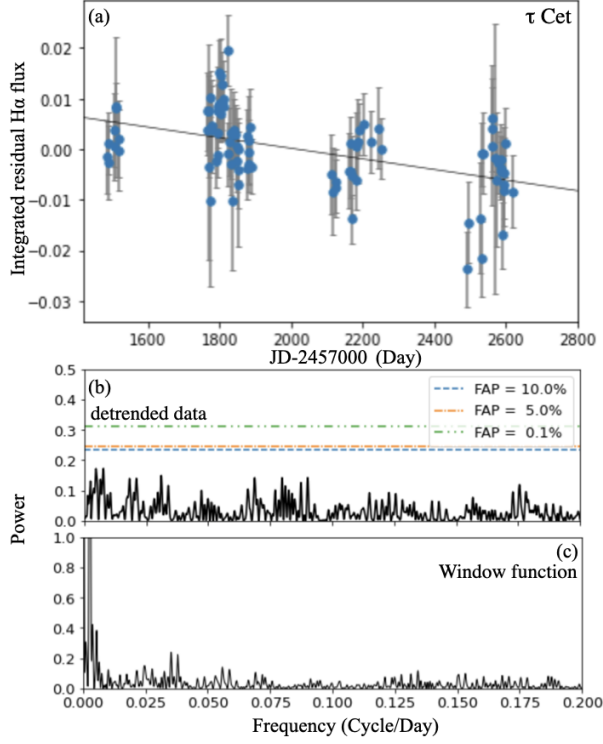 (a)
τ Cet
0.02
0.01
0.00
-0.01
-0.02
-0.03
Integrated residual Hα flux
1600 1800 2000 2200 2400 2600 2800
JD-2457000 (Day)
(b)
detrended data
FAP = 10.0%
FAP = 5.0%
FAP = 0.1%
0.5
0.4
0.3
0.2
0.1
0.0
Power
(c)
Window function
1.0
0.8
0.6
0.4
0.2
0.0
0.000 0.025 0.050 0.075 0.100 0.125 0.150 0.175 0.200
Frequency (Cycle/Day)